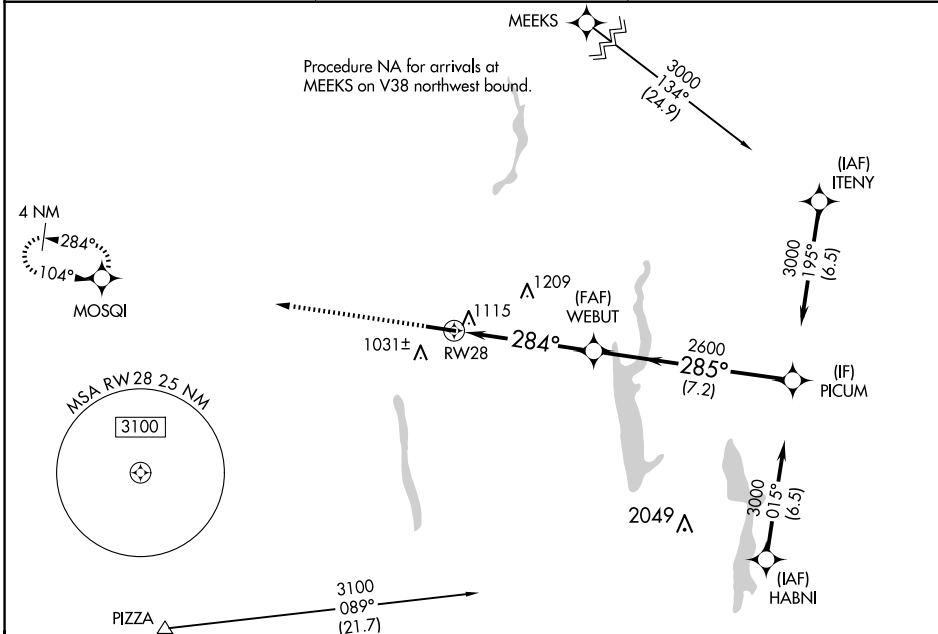 MEEKS
Procedure NA for arrivals at
MEEKS on V38 northwest bound.
3000
134°
(24.9)
(IAF)
ITENY
4 NM
284°
104°
MOSQI
3000
195°
(6.5)
1209
1115
(FAF)
WEBUT
1031±
RW28
284°
2600
285°
(7.2)
(IF)
PICUM
MSA RW 28 25 NM
3100
3000
015°
(6.5)
2049
(IAF)
HABNI
3100
089°
(21.7)
PIZZA